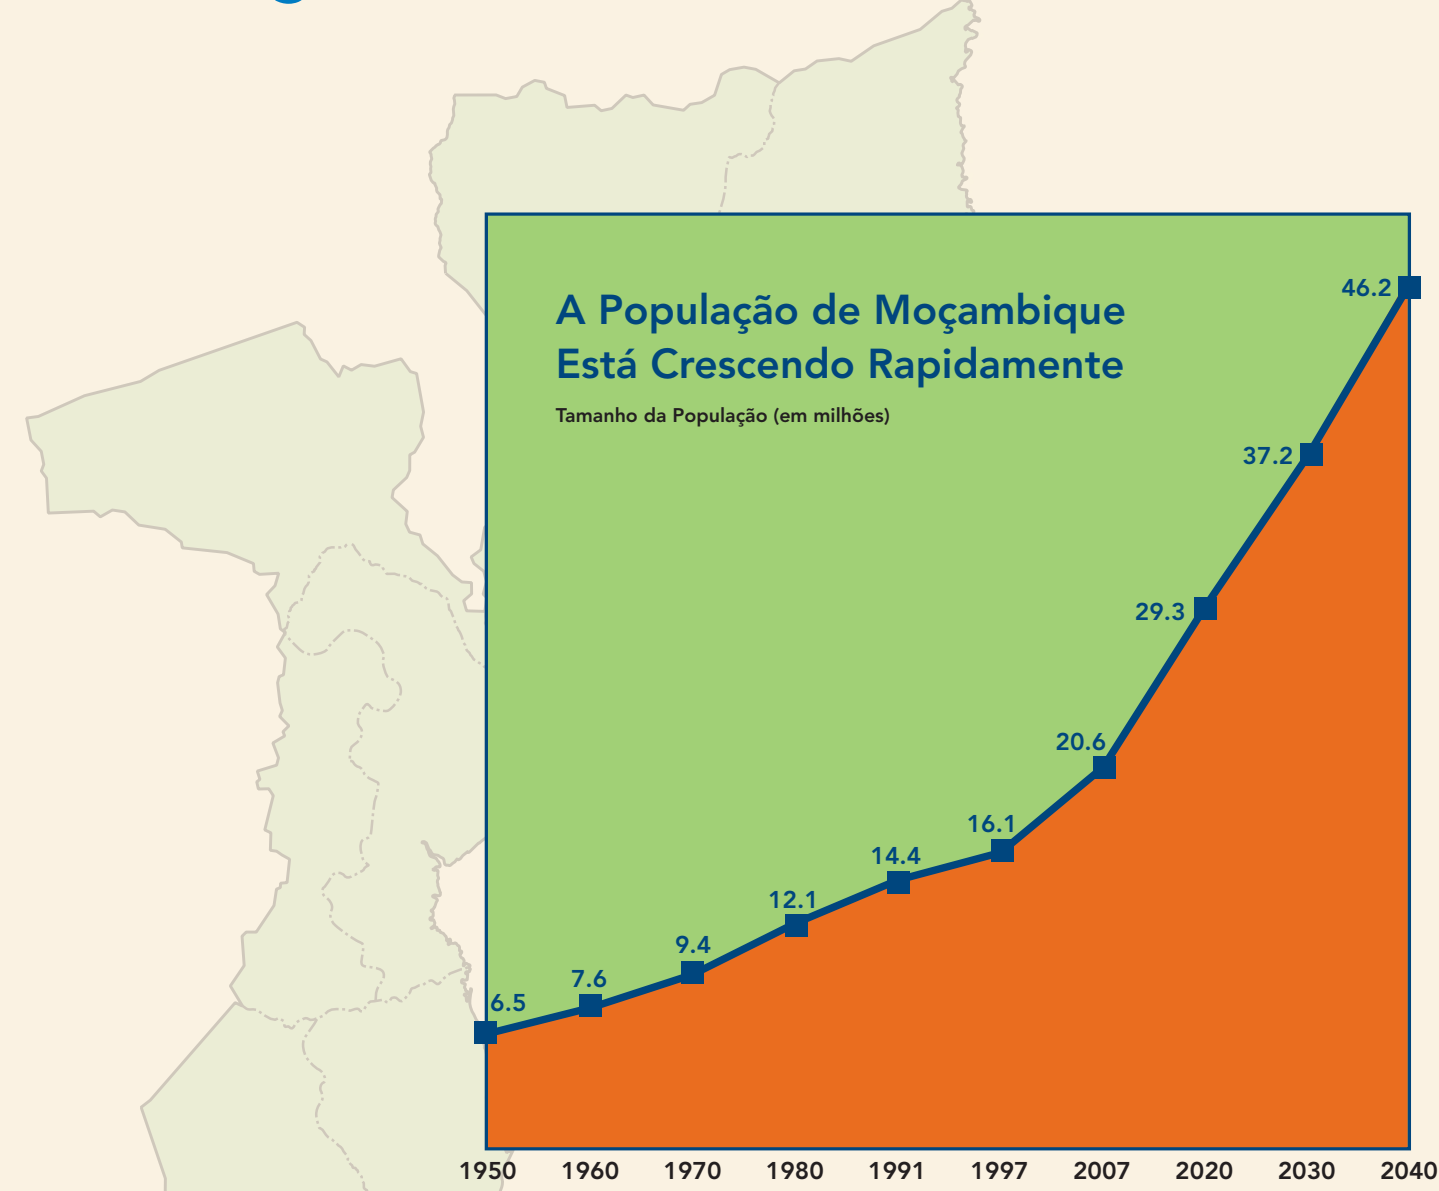 A População de Moçambique
Está Crescendo Rapidamente
Tamanho da População (em milhões)
46.2
37.2
29.3
20.6
16.1
14.4
12.1
9.4
7.6
6.5
1950 1960 1970 1980 1991 1997 2007 2020 2030 2040